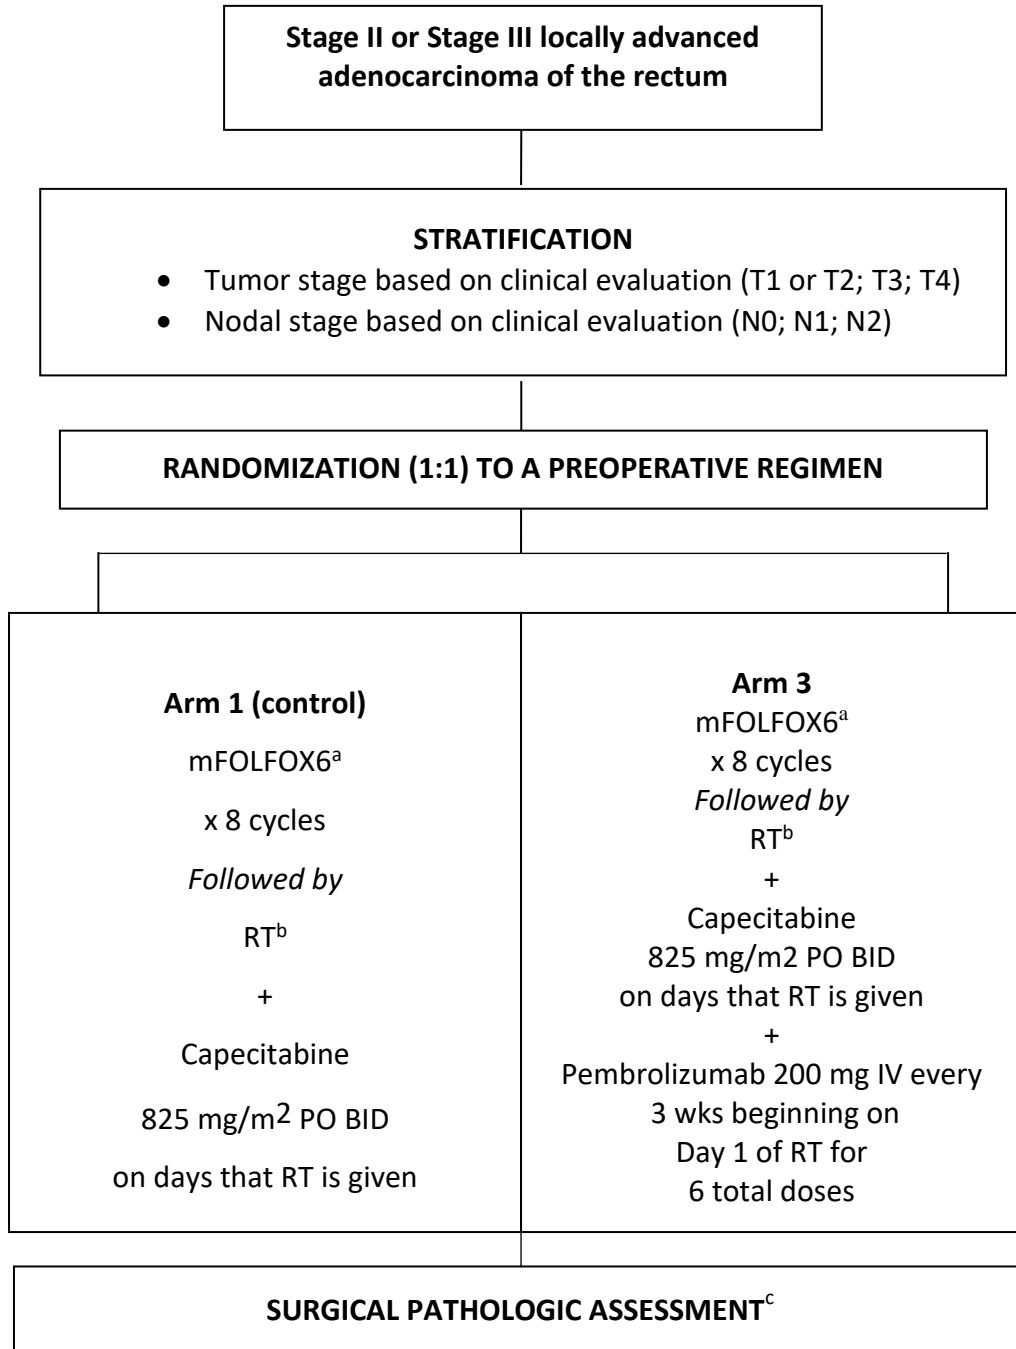 Stage II or Stage III locally advanced
adenocarcinoma of the rectum
STRATIFICATION
• Tumor stage based on clinical evaluation (T1 or T2; T3; T4)
• Nodal stage based on clinical evaluation (N0; N1; N2)
RANDOMIZATION (1:1) TO A PREOPERATIVE REGIMEN
Arm 1 (control)
mFOLFOX6ᵃ
x 8 cycles
Followed by
RTᵇ
+
Capecitabine
825 mg/m² PO BID
on days that RT is given
Arm 3
mFOLFOX6ᵃ
x 8 cycles
Followed by
RTᵇ
+
Capecitabine
825 mg/m2 PO BID
on days that RT is given
+
Pembrolizumab 200 mg IV every
3 wks beginning on
Day 1 of RT for
6 total doses
SURGICAL PATHOLOGIC ASSESSMENTᶜ